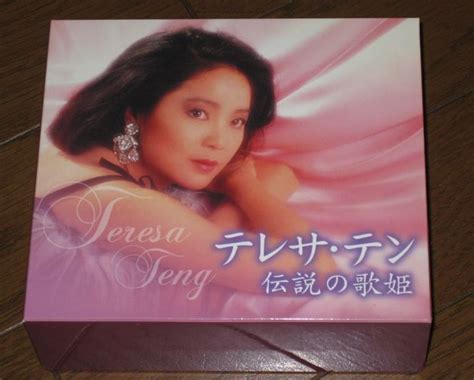 Teresa
Teng
テレサ・テン
伝説の歌姫